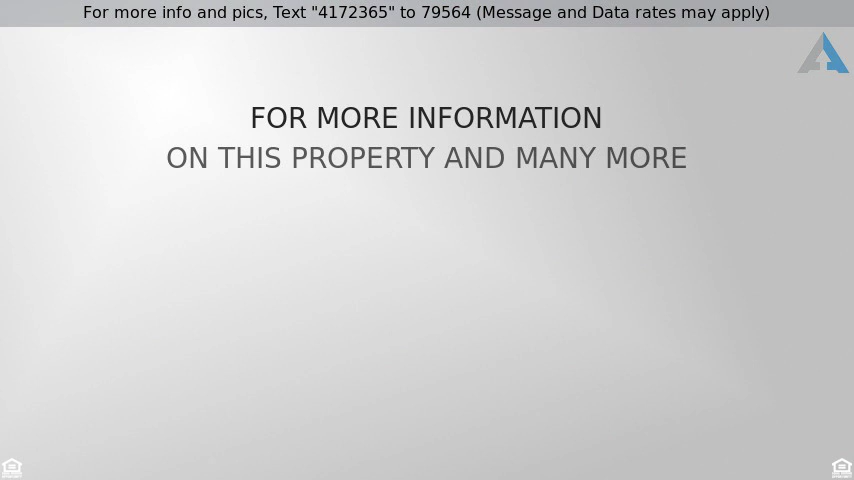 For more info and pics, Text "4172365" to 79564 (Message and Data rates may apply)
FOR MORE INFORMATION
ON THIS PROPERTY AND MANY MORE